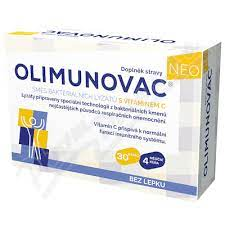 Doplněk stravy
NEO
OLIMUNOVAC®
SMĚS BAKTERIÁLNÍCH LYZÁTŮ S VITAMINEM C
Lyzáty připraveny speciální technologií z bakteriálních kmenů
nejčastějších původců respiračních onemocnění.
Vitamin C přispívá k normální
funkci imunitního systému.
30
4
BEZ LEPKU